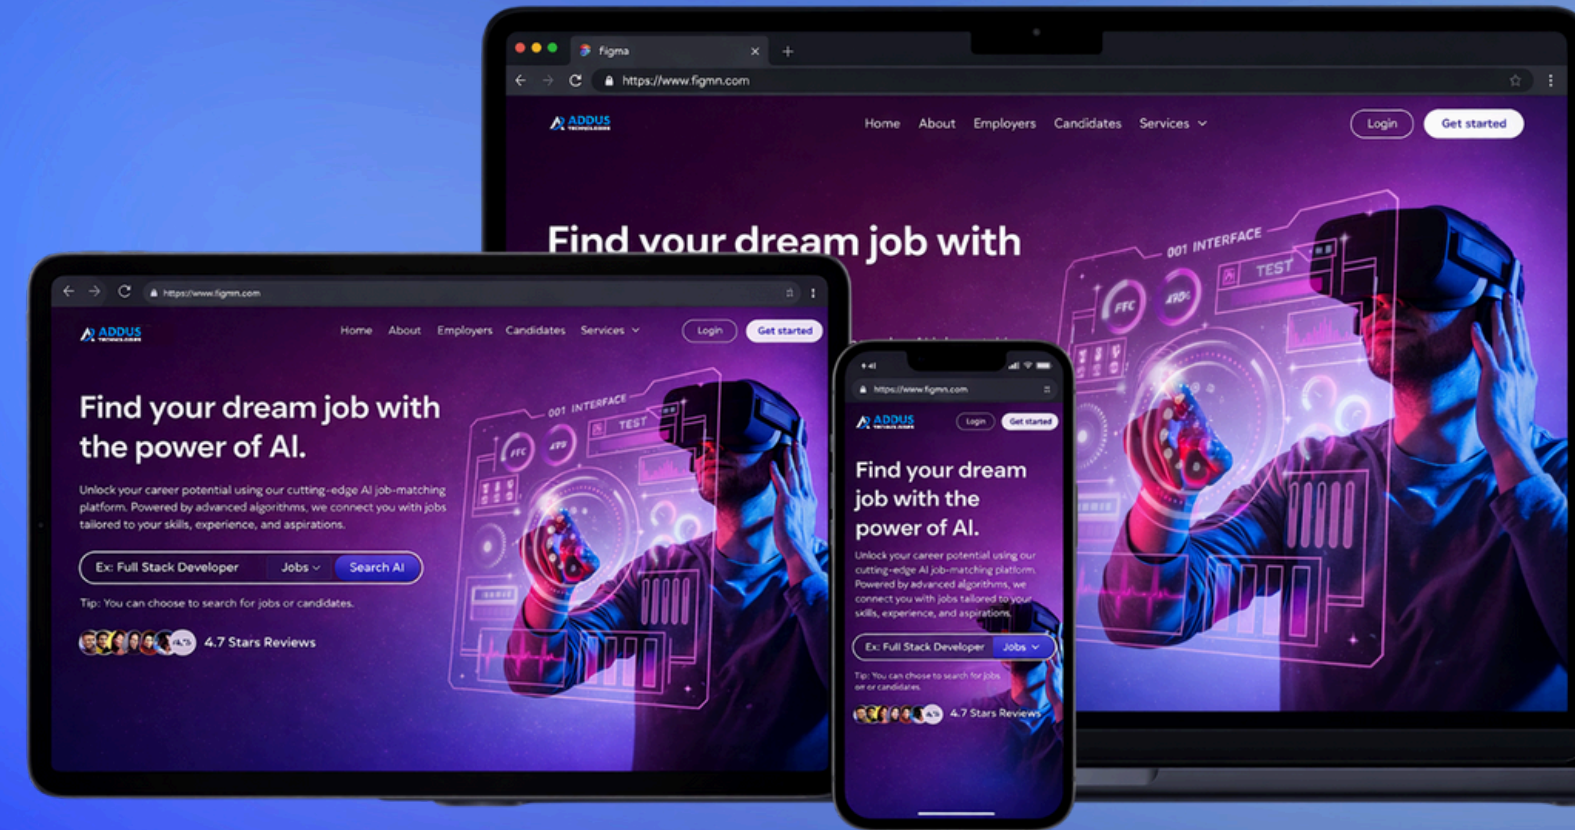 figma
https://www.figmn.com
ADDUS
TECHNOLOGIES
Home About Employers Candidates Services
Login
Get started
Find your dream job with
001 INTERFACE
TEST
FFC
https://www.figmn.com
ADDUS
TECHNOLOGIES
Home About Employers Candidates Services
Login
Get started
Find your dream job with
the power of AI.
Unlock your career potential using our cutting-edge AI job-matching
platform. Powered by advanced algorithms, we connect you with jobs
tailored to your skills, experience, and aspirations.
Ex: Full Stack Developer
Jobs
Search AI
Tip: You can choose to search for jobs or candidates.
4.7 Stars Reviews
001 INTERFACE
TEST
FFC
https://www.figmn.com
ADDUS
TECHNOLOGIES
Login
Get started
Find your dream
job with the
power of AI.
Unlock your career potential using our
cutting-edge AI job-matching platform.
Powered by advanced algorithms, we
connect you with jobs tailored to your
skills, experience, and aspirations.
Ex: Full Stack Developer
Jobs
Tip: You can choose to search for jobs
or candidates.
4.7 Stars Reviews